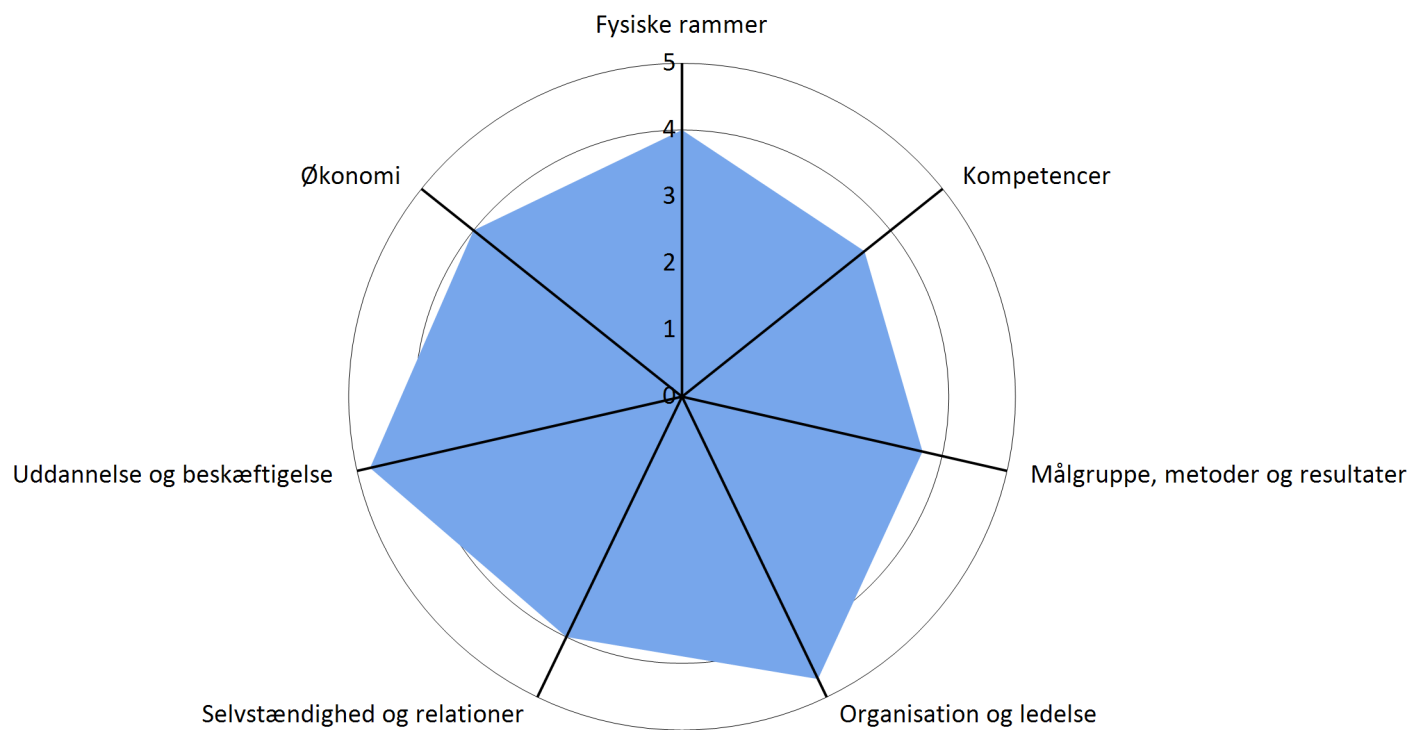 Fysiske rammer
5
4
3
2
1
0
Økonomi
Kompetencer
Uddannelse og beskæftigelse
Målgruppe, metoder og resultater
Selvstændighed og relationer
Organisation og ledelse